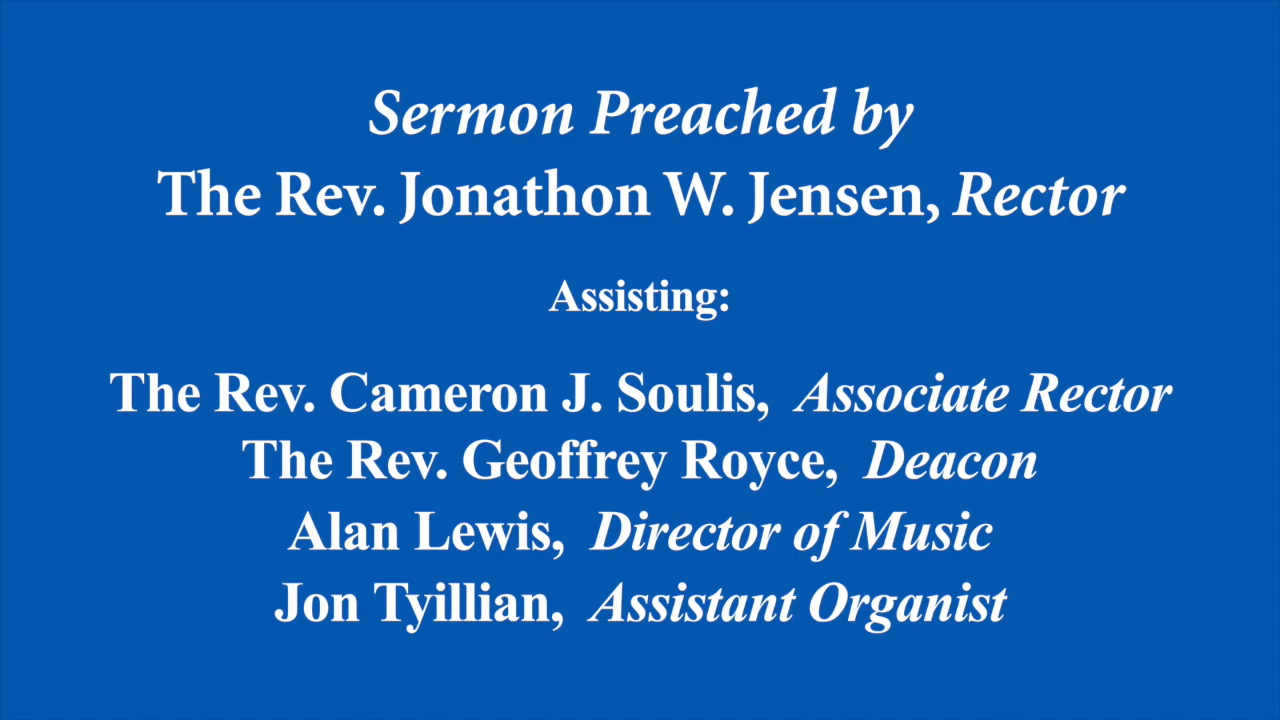 Sermon Preached by
The Rev. Jonathon W. Jensen, Rector
Assisting:
The Rev. Cameron J. Soulis, Associate Rector
The Rev. Geoffrey Royce, Deacon
Alan Lewis, Director of Music
Jon Tyillian, Assistant Organist